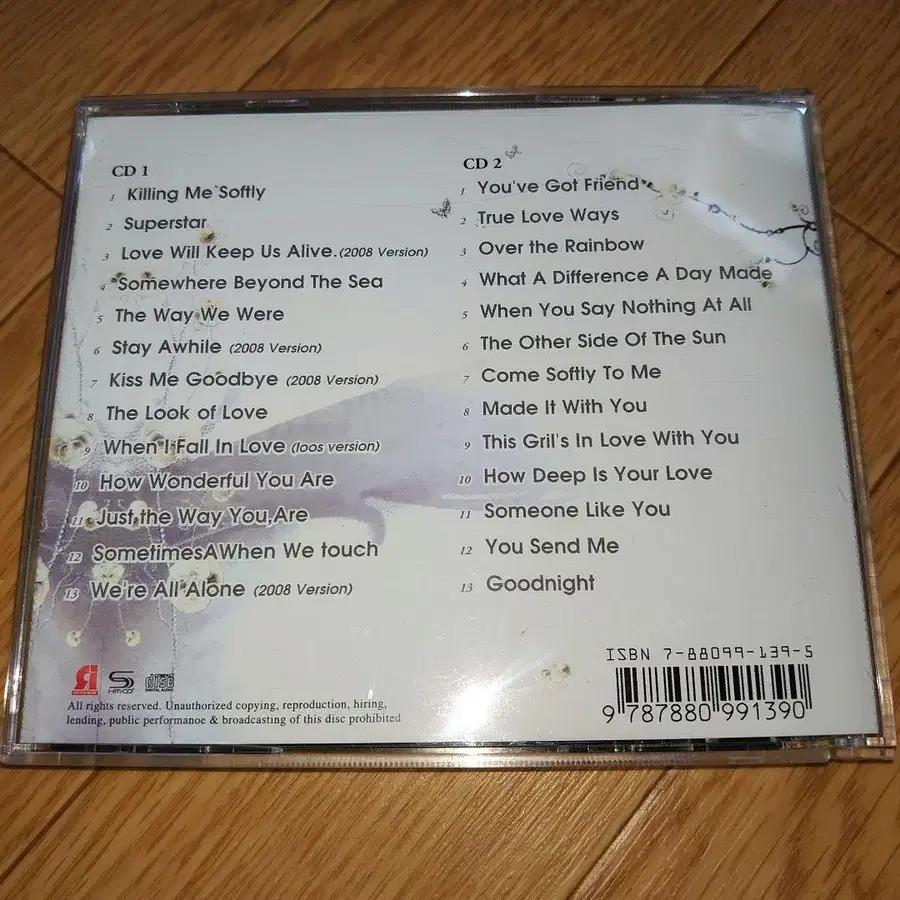 CD 1
1 Killing Me Softly
2 Superstar
3 Love Will Keep Us Alive.(2008 Version)
4 Somewhere Beyond The Sea
5 The Way We Were
6 Stay Awhile (2008 Version)
7 Kiss Me Goodbye (2008 Version)
8 The Look of Love
9 When I Fall In Love (loos version)
10 How Wonderful You Are
11 Just the Way You Are
12 SometimesAWhen We touch
13 We're All Alone (2008 Version)
CD 2
1 You've Got Friend
2 True Love Ways
3 Over the Rainbow
4 What A Difference A Day Made
5 When You Say Nothing At All
6 The Other Side Of The Sun
7 Come Softly To Me
8 Made It With You
9 This Gril's In Love With You
10 How Deep Is Your Love
11 Someone Like You
12 You Send Me
13 Goodnight
disc
DIGITAL AUDIO
All rights reserved. Unauthorized copying, reproduction, hiring,
lending, public performanoe & broadcasting of this disc prohibited
ISBN 7-88099-139-5
9 787880 991390